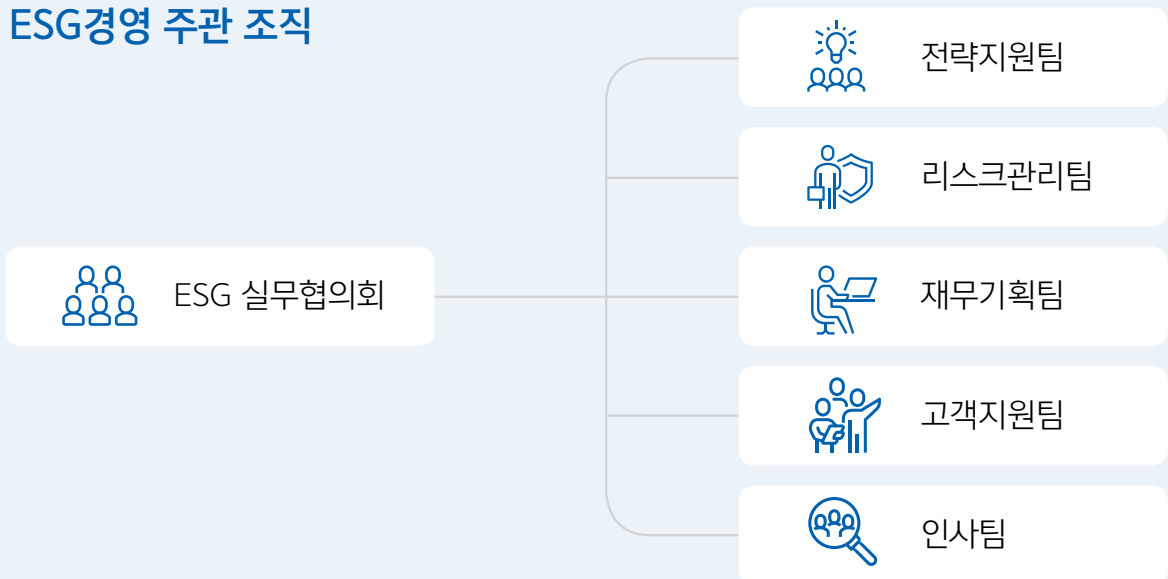 ESG경영 주관 조직
전략지원팀
리스크관리팀
ESG 실무협의회
재무기획팀
고객지원팀
인사팀